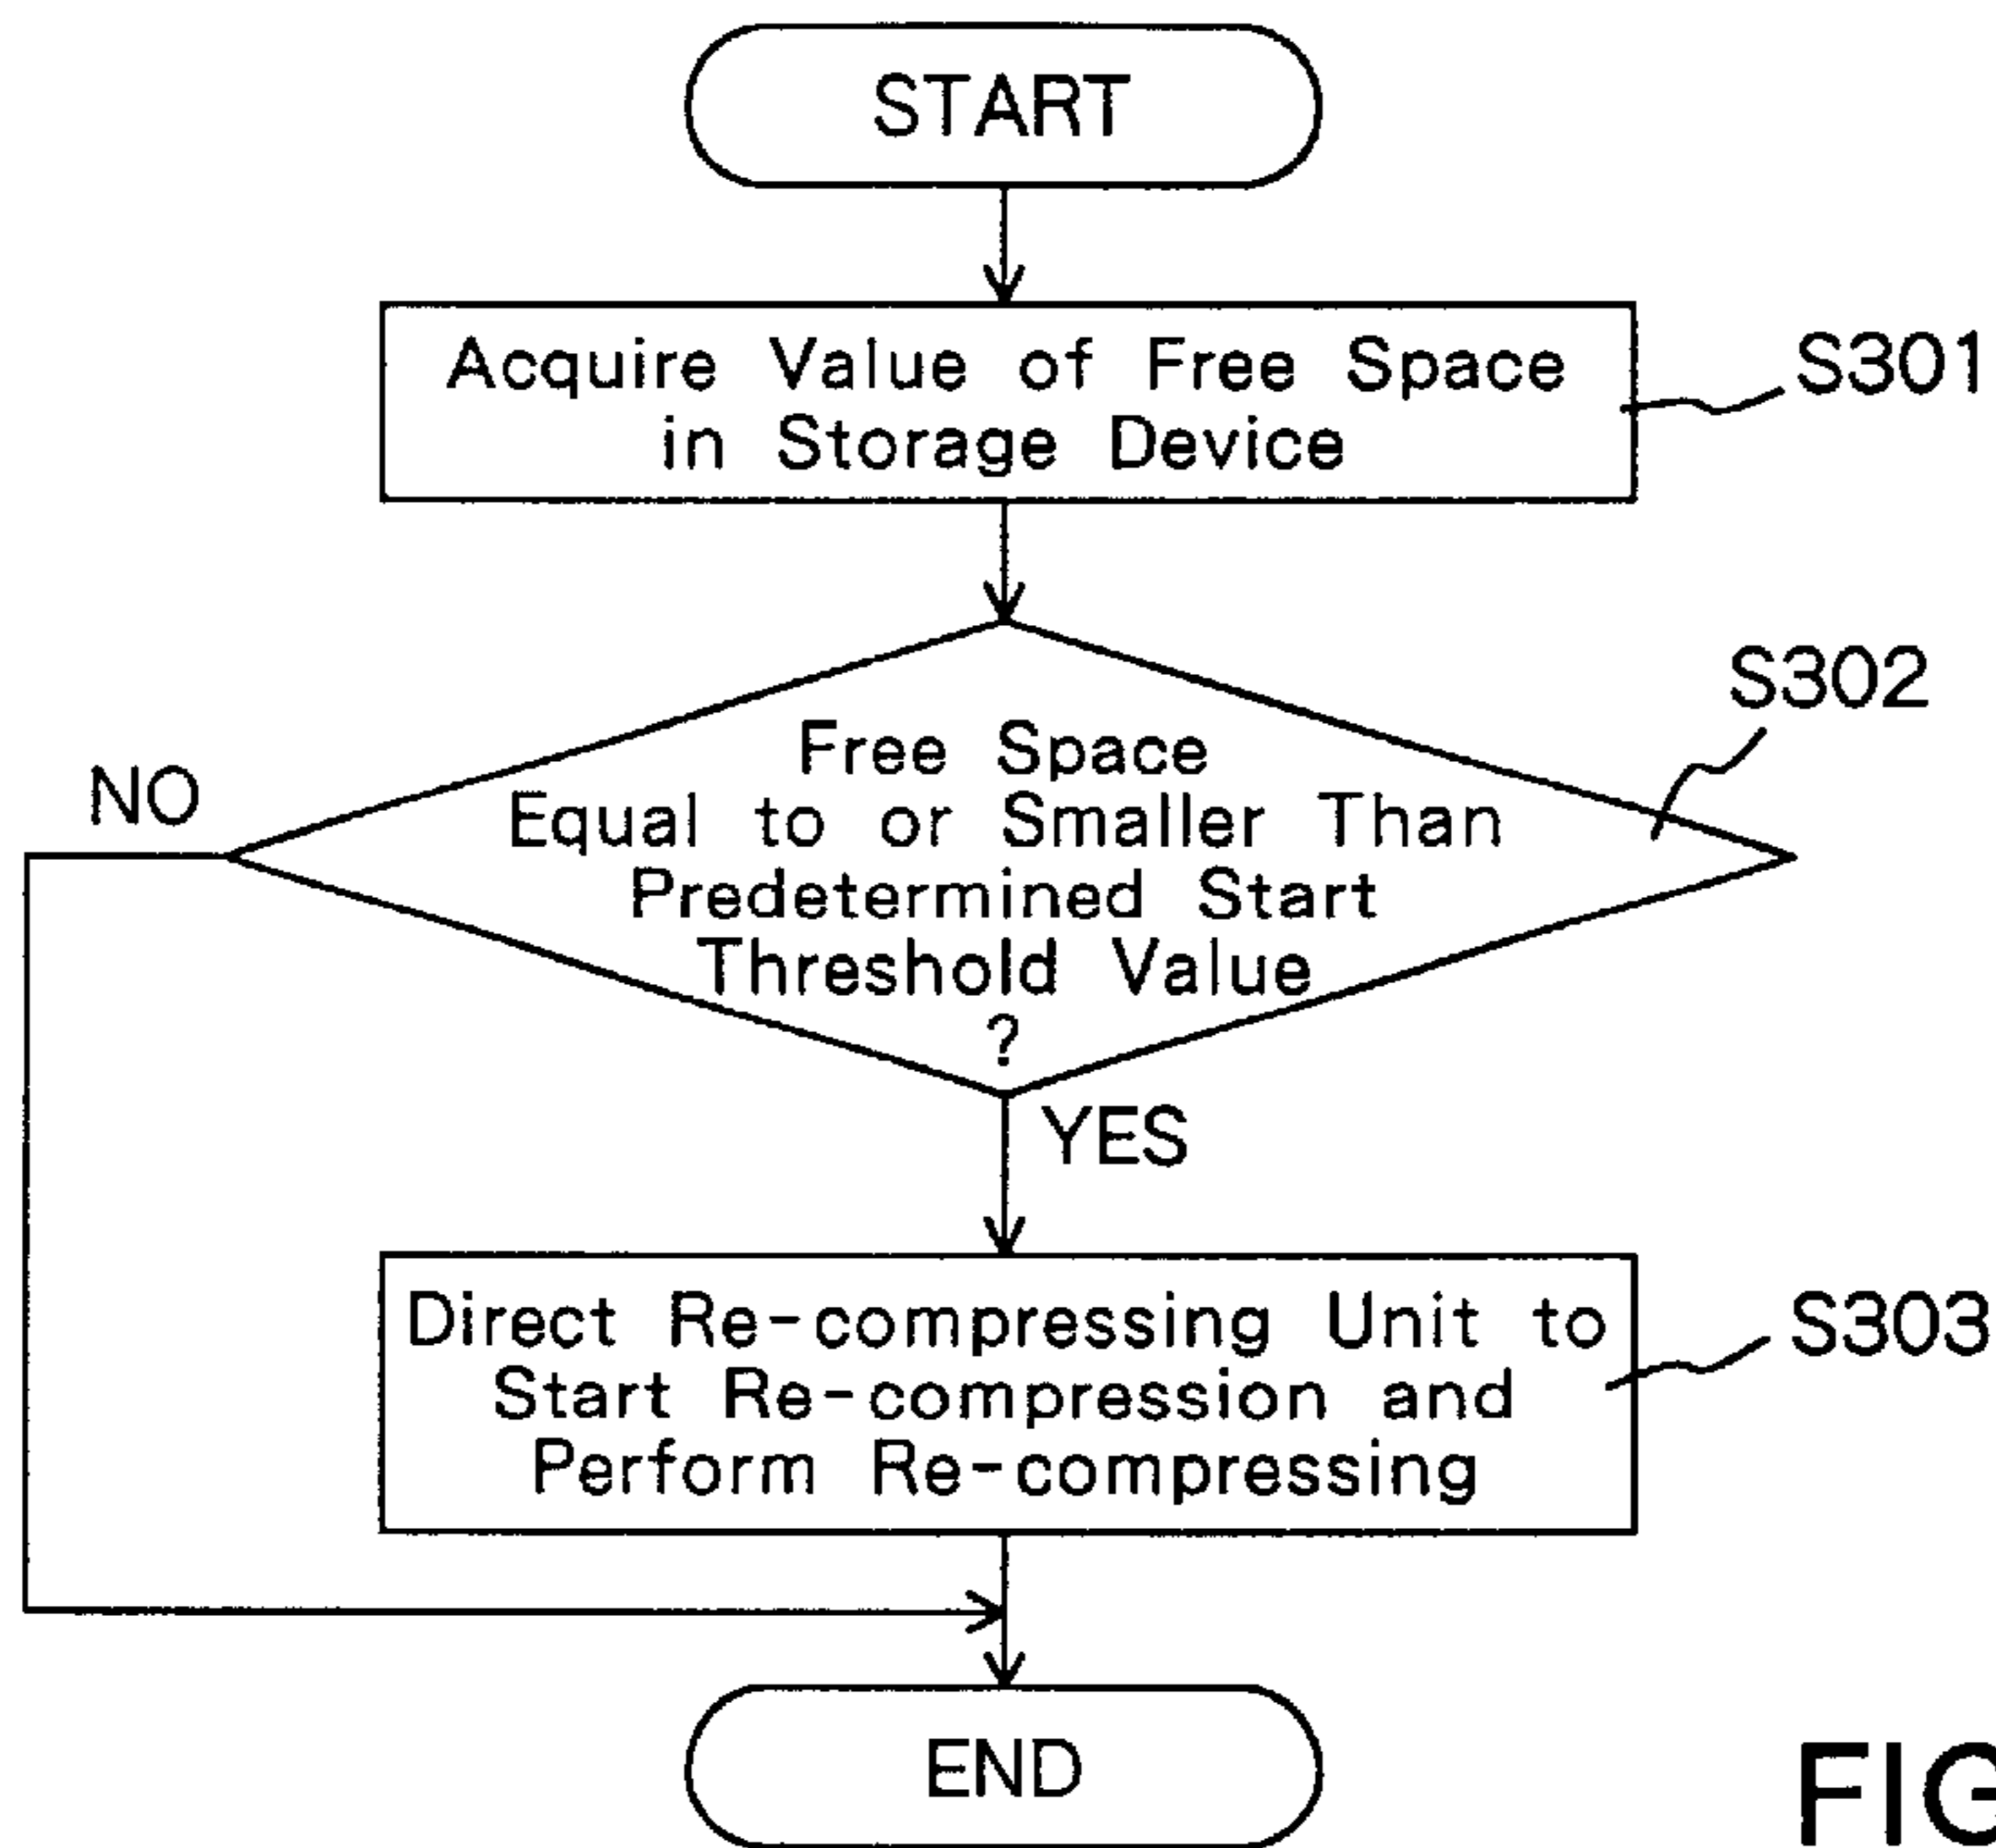 START
Acquire Value of Free Space
in Storage Device
S301
S302
Free Space
Equal to or Smaller Than
Predetermined Start
Threshold Value
?
NO
YES
Direct Re-compressing Unit to
Start Re-compression and
Perform Re-compressing
S303
END
FIG